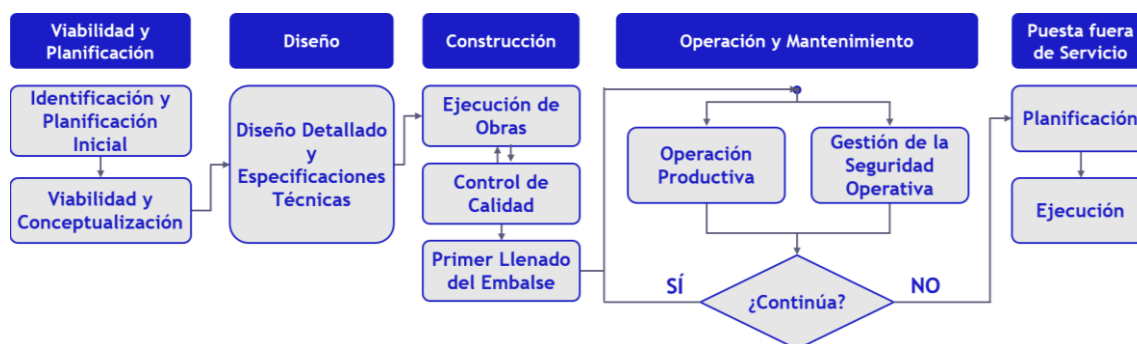 Viabilidad y
Planificación
Diseño
Construcción
Operación y Mantenimiento
Puesta fuera
de Servicio
Identificación y
Planificación
Inicial
Viabilidad y
Conceptualización
Diseño Detallado
y
Especificaciones
Técnicas
Ejecución de
Obras
Control de
Calidad
Primer Llenado
del Embalse
Operación
Productiva
Gestión de la
Seguridad
Operativa
SÍ
¿Continúa?
NO
Planificación
Ejecución